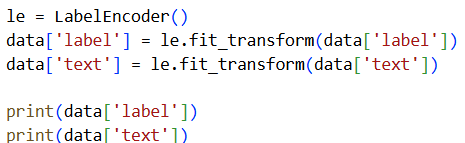 le = LabelEncoder()
data['label'] = le.fit_transform(data['label'])
data['text'] = le.fit_transform(data['text'])
print(data['label'])
print(data['text'])